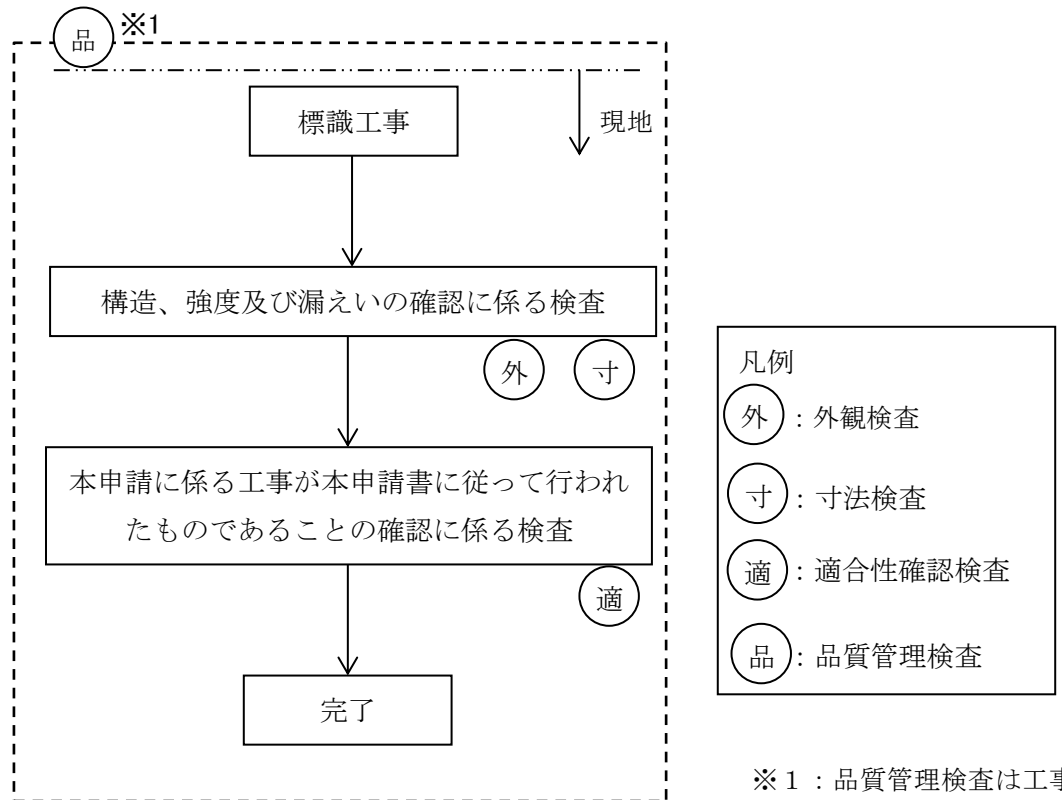 品 ※1
標識工事
現地
構造、強度及び漏えいの確認に係る検査
外 寸
本申請に係る工事が本申請書に従って行われ
たものであることの確認に係る検査
適
完了
凡例
外：外観検査
寸：寸法検査
適：適合性確認検査
品：品質管理検査
※１：品質管理検査は工事